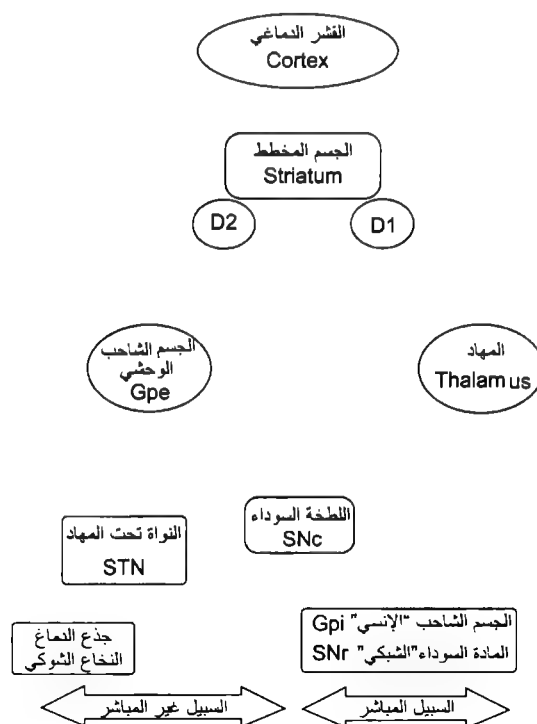 القشر الدماغي
Cortex
الجسم المخطط
Striatum
D2
D1
الجسم الشاحب
الوحشي
Gpe
المهاد
Thalamus
اللطخة السوداء
SNc
النواة تحت المهاد
STN
جذع الدماغ
النخاع الشوكي
الجسم الشاحب "الإنسي" Gpi
المادة السوداء"الشبكي" SNr
السبيل غير المباشر
السبيل المباشر